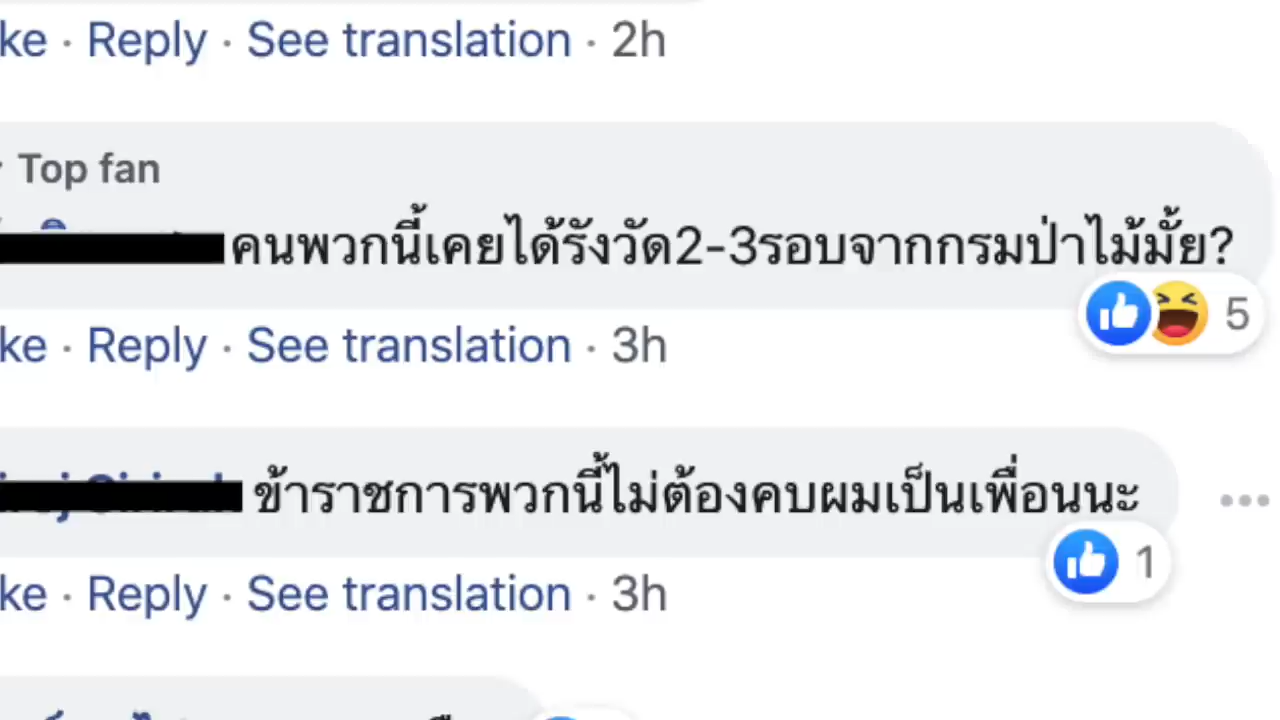 ke · Reply · See translation · 2h
Top fan
คนพวกนี้เคยได้รังวัด2-3รอบจากกรมป่าไม้มั้ย?
5
ke · Reply · See translation · 3h
ข้าราชการพวกนี้ไม่ต้องคบผมเป็นเพื่อนนะ
1
ke · Reply · See translation · 3h